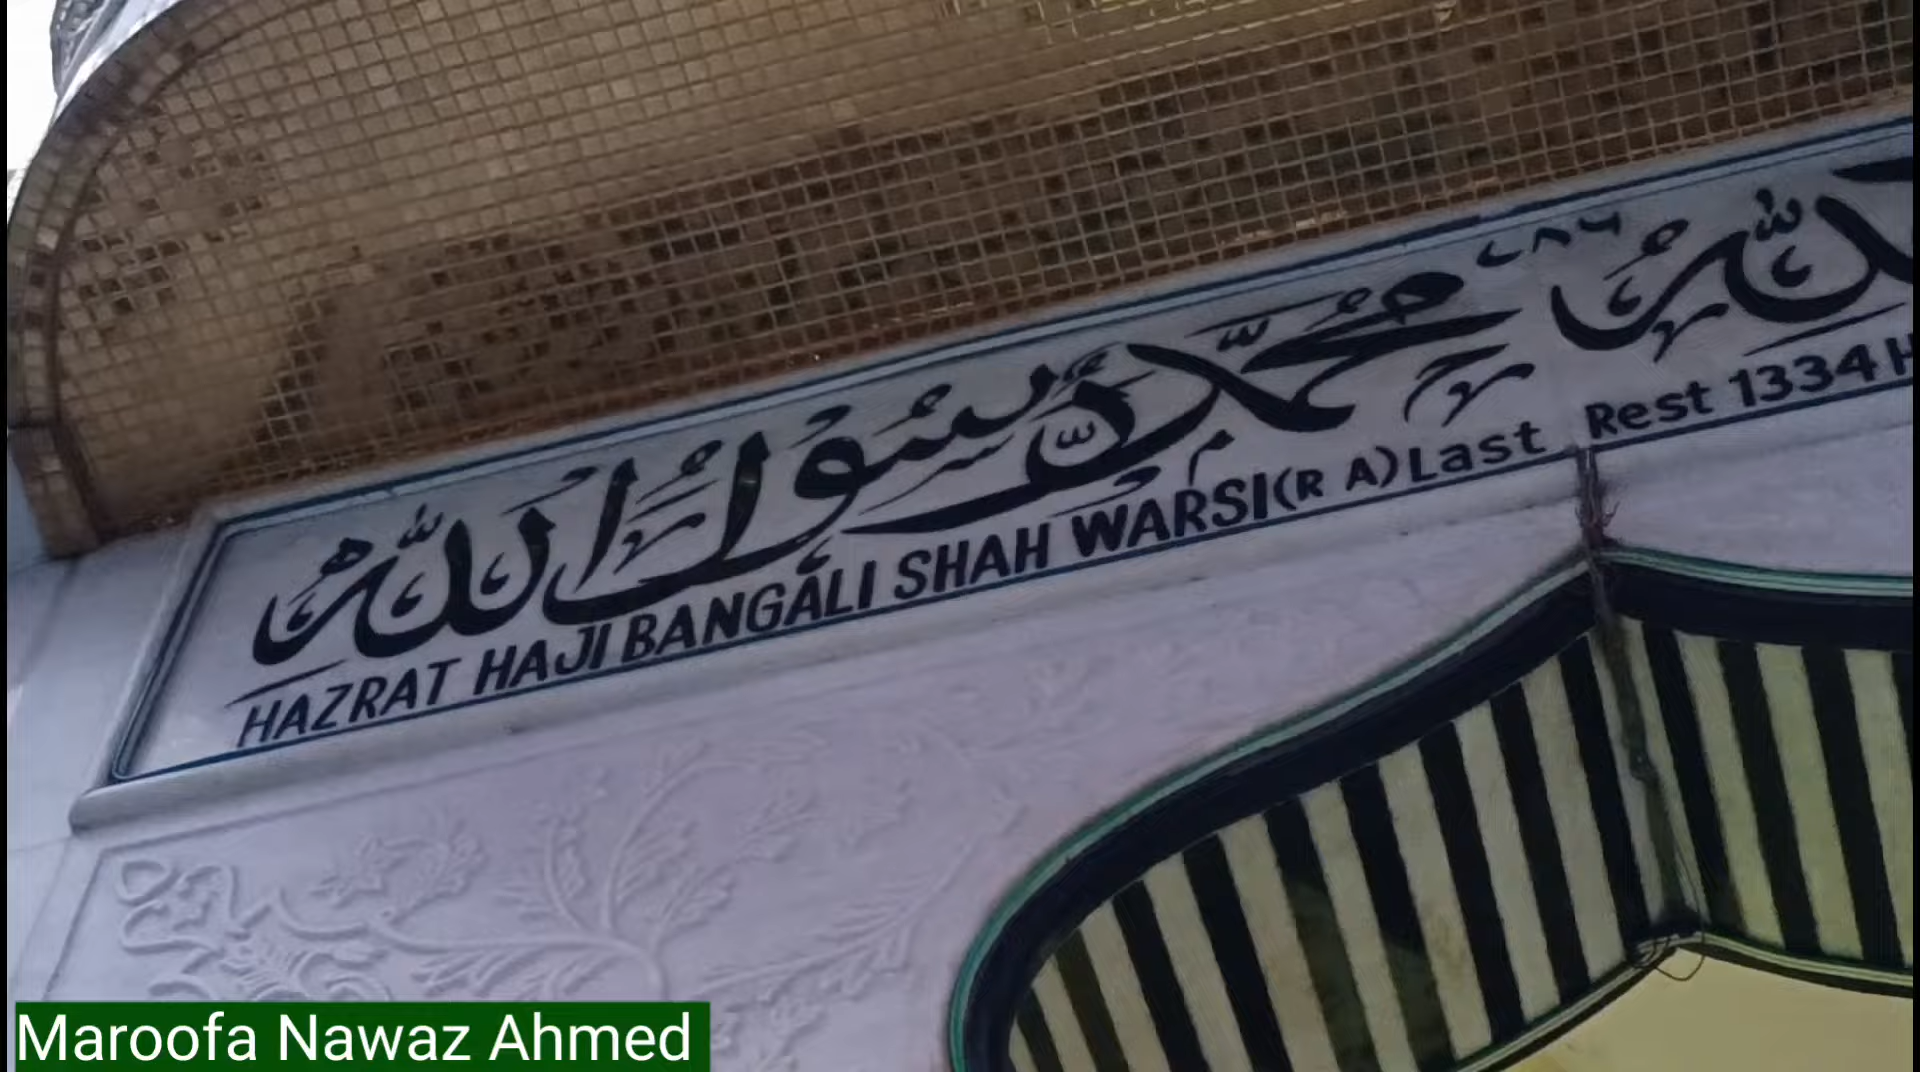 محمد رسول الله
HAZRAT HAJI BANGALI SHAH WARSI (R A) Last Rest 1334 H
Maroofa Nawaz Ahmed